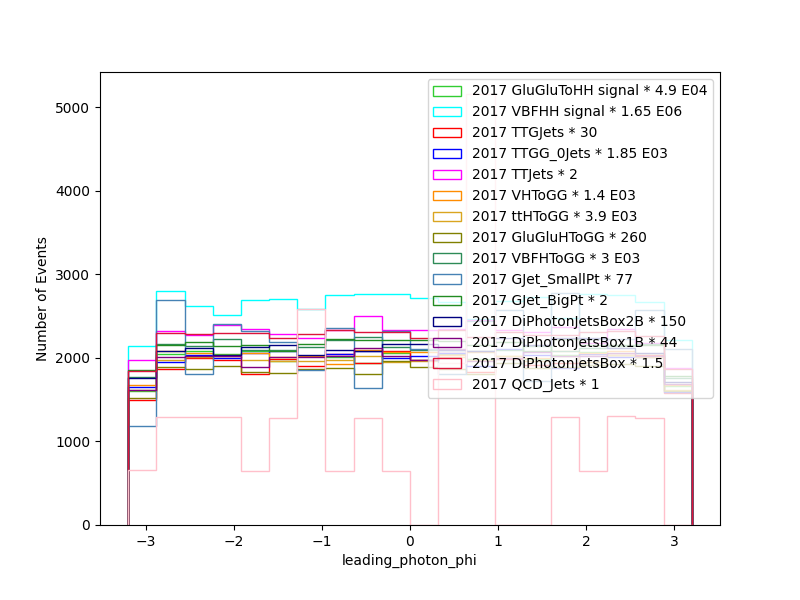 5000
4000
3000
2000
1000
0
Number of Events
2017 GluGluToHH signal * 4.9 E04
2017 VBFHH signal * 1.65 E06
2017 TTGJets * 30
2017 TTGG_0Jets * 1.85 E03
2017 TTJets * 2
2017 VHToGG * 1.4 E03
2017 ttHToGG * 3.9 E03
2017 GluGluHToGG * 260
2017 VBFHToGG * 3 E03
2017 GJet_SmallPt * 77
2017 GJet_BigPt * 2
2017 DiPhotonJetsBox2B * 150
2017 DiPhotonJetsBox1B * 44
2017 DiPhotonJetsBox * 1.5
2017 QCD_Jets * 1
−3 −2 −1 0 1 2 3
leading_photon_phi